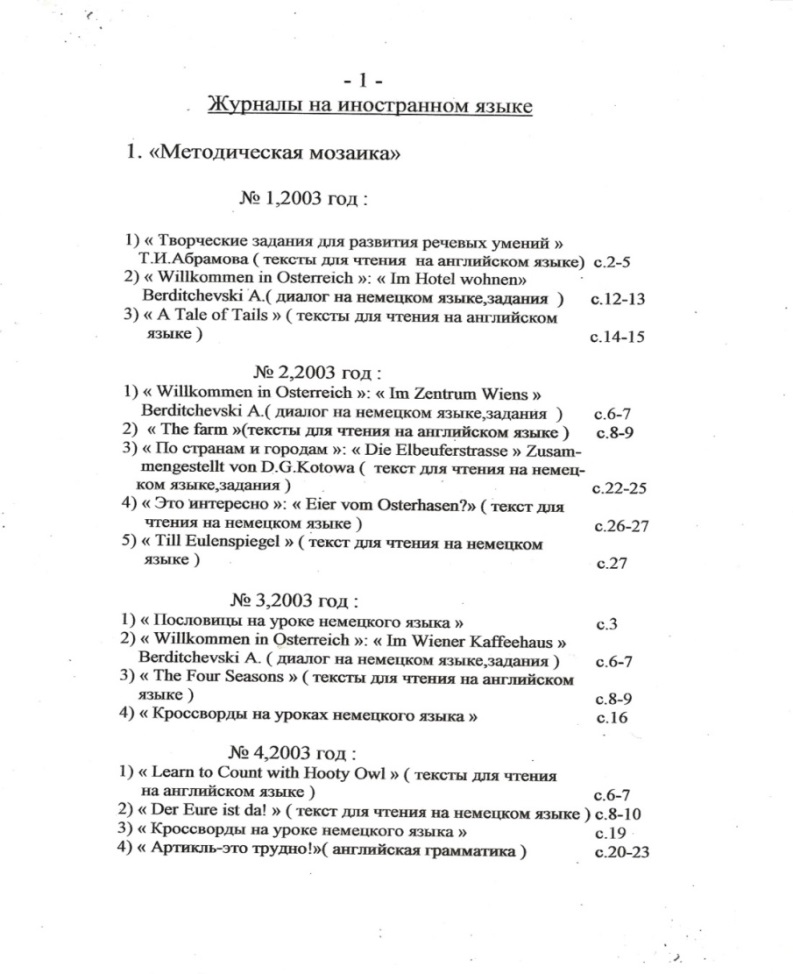 - 1 -
Журналы на иностранном языке
1. «Методическая мозаика»
№ 1,2003 год :
1) « Творческие задания для развития речевых умений »
Т.И.Абрамова ( тексты для чтения на английском языке) с.2-5
2) « Willkommen in Osterreich »: « Im Hotel wohnen»
Berditchevski A.( диалог на немецком языке,задания ) с.12-13
3) « A Tale of Tails » ( тексты для чтения на английском
языке ) с.14-15
№ 2,2003 год :
1) « Willkommen in Osterreich »: « Im Zentrum Wiens »
Berditchevski A.( диалог на немецком языке,задания ) с.6-7
2) « The farm »(тексты для чтения на английском языке ) с.8-9
3) « По странам и городам »: « Die Elbeuferstrasse » Zusam-
mengestellt von D.G.Kotowa ( текст для чтения на немец-
ком языке,задания ) с.22-25
4) « Это интересно »: « Eier vom Osterhasen?» ( текст для
чтения на немецком языке ) с.26-27
5) « Till Eulenspiegel » ( текст для чтения на немецком
языке ) с.27
№ 3,2003 год :
1) « Пословицы на уроке немецкого языка » с.3
2) « Willkommen in Osterreich »: « Im Wiener Kaffeehaus »
Berditchevski A. ( диалог на немецком языке,задания ) с.6-7
3) « The Four Seasons » ( тексты для чтения на английском
языке ) с.8-9
4) « Кроссворды на уроках немецкого языка » с.16
№ 4,2003 год :
1) « Learn to Count with Hooty Owl » ( тексты для чтения
на английском языке ) с.6-7
2) « Der Eure ist da! » ( текст для чтения на немецком языке ) с.8-10
3) « Кроссворды на уроке немецкого языка » с.19
4) « Артикль-это трудно!»( английская грамматика ) с.20-23